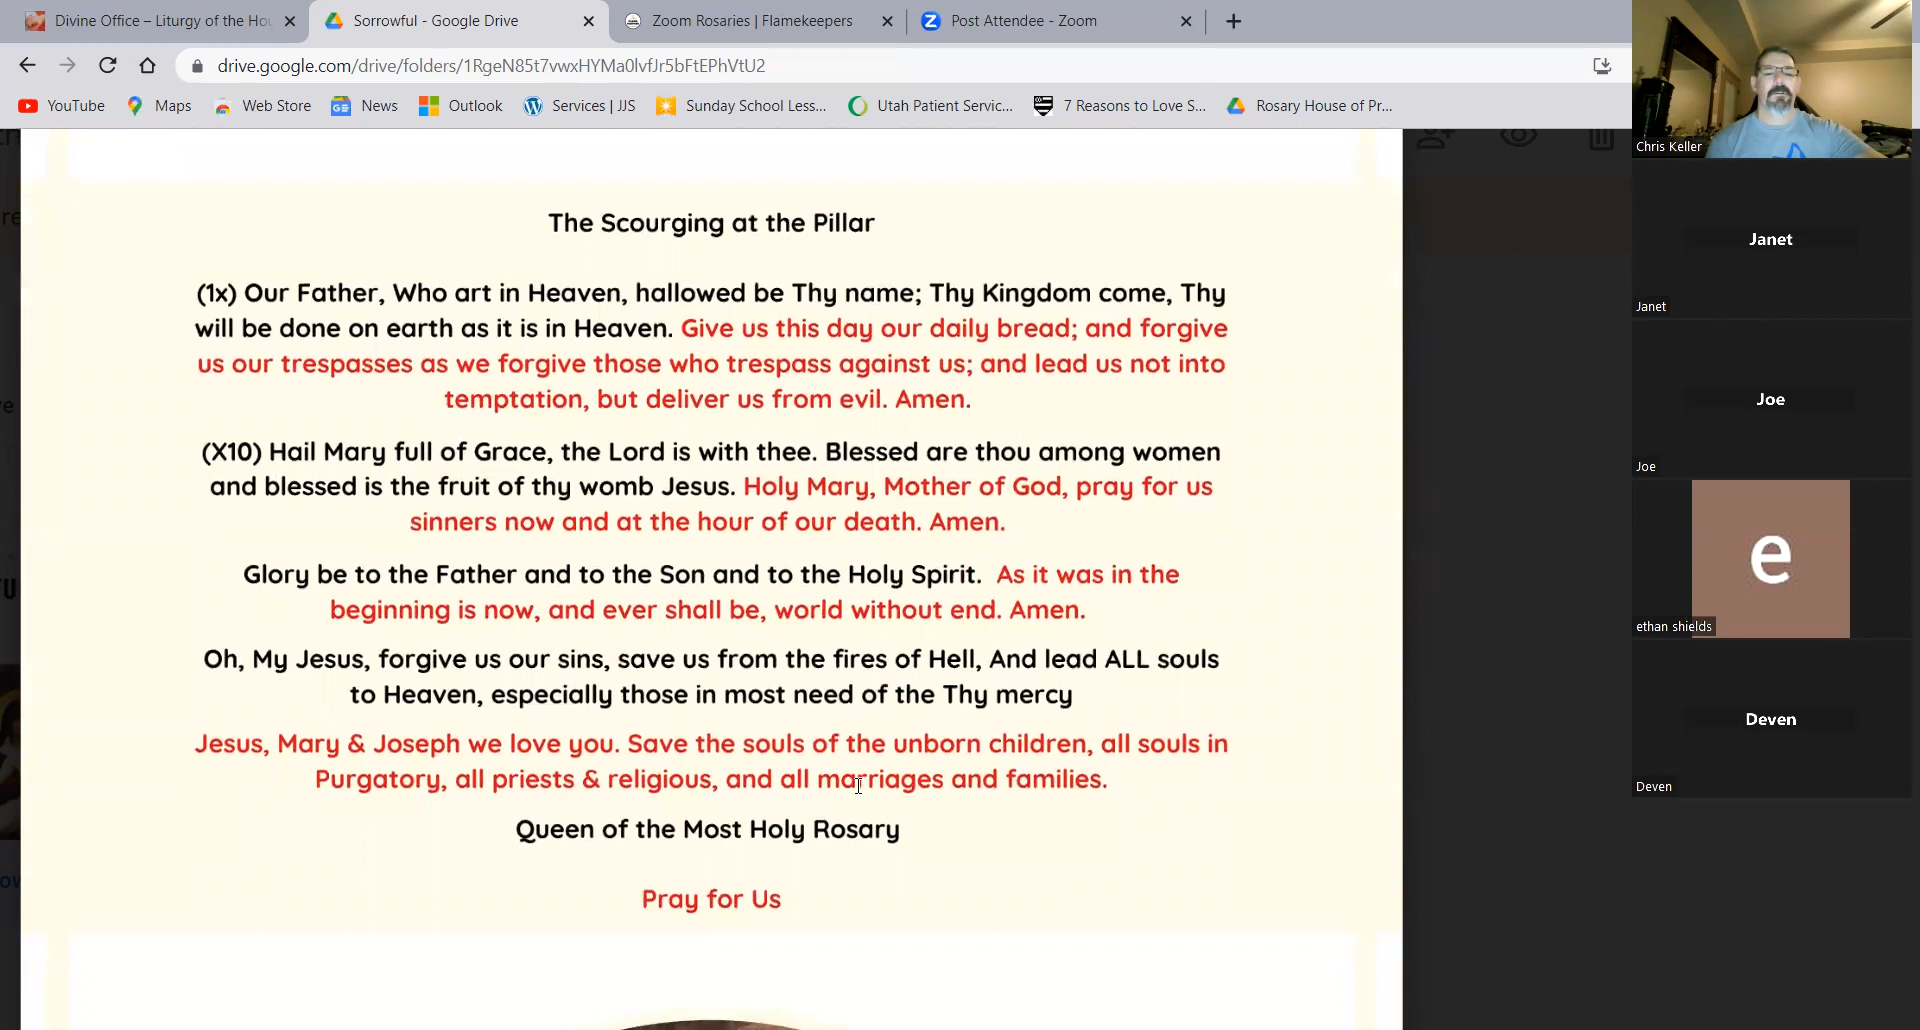 Divine Office – Liturgy of the Hou
Sorrowful - Google Drive
Zoom Rosaries | Flamekeepers
Post Attendee - Zoom
drive.google.com/drive/folders/1RgeN85t7vwxHYMa0lvfJr5bFtEPhVtU2
YouTube
Maps
Web Store
News
Outlook
Services | JJS
Sunday School Less...
Utah Patient Servic...
7 Reasons to Love S...
Rosary House of Pr...
The Scourging at the Pillar
(1x) Our Father, Who art in Heaven, hallowed be Thy name; Thy Kingdom come, Thy
will be done on earth as it is in Heaven. Give us this day our daily bread; and forgive
us our trespasses as we forgive those who trespass against us; and lead us not into
temptation, but deliver us from evil. Amen.
(X10) Hail Mary full of Grace, the Lord is with thee. Blessed are thou among women
and blessed is the fruit of thy womb Jesus. Holy Mary, Mother of God, pray for us
sinners now and at the hour of our death. Amen.
Glory be to the Father and to the Son and to the Holy Spirit. As it was in the
beginning is now, and ever shall be, world without end. Amen.
Oh, My Jesus, forgive us our sins, save us from the fires of Hell, And lead ALL souls
to Heaven, especially those in most need of the Thy mercy
Jesus, Mary & Joseph we love you. Save the souls of the unborn children, all souls in
Purgatory, all priests & religious, and all marriages and families.
Queen of the Most Holy Rosary
Pray for Us
Chris Keller
Janet
Janet
Joe
Joe
e
ethan shields
Deven
Deven